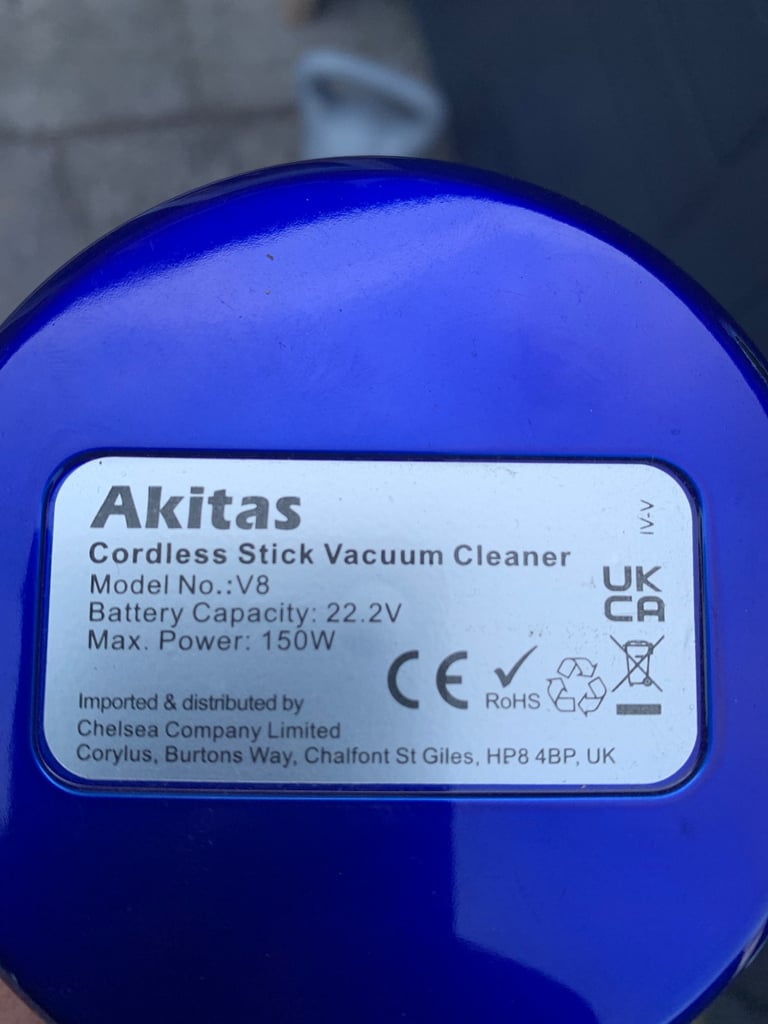 Akitas
IV-V
Cordless Stick Vacuum Cleaner
Model No.:V8
Battery Capacity: 22.2V
Max. Power: 150W
UK
CA
CE
RoHS
Imported & distributed by
Chelsea Company Limited
Corylus, Burtons Way, Chalfont St Giles, HP8 4BP, UK